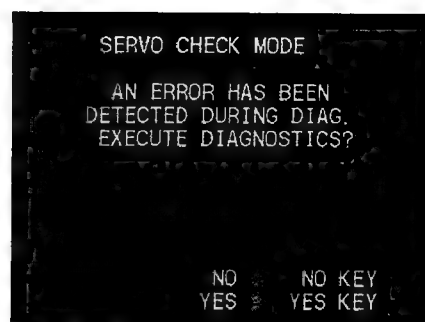 SERVO CHECK MODE
AN ERROR HAS BEEN
DETECTED DURING DIAG.
EXECUTE DIAGNOSTICS?
NO NO KEY
YES YES KEY